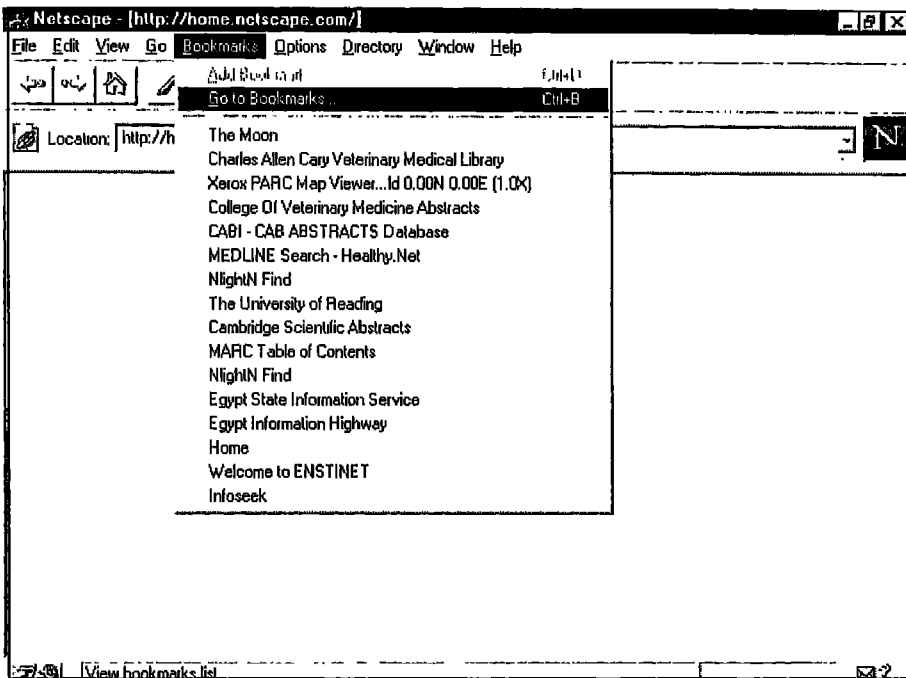 Netscape - [http://home.netscape.com/]
File Edit View Go Bookmarks Options Directory Window Help
Add Bookmark Ctrl+D
Go to Bookmarks... Ctrl+B
Location: http://h
N
The Moon
Charles Allen Cary Veterinary Medical Library
Xerox PARC Map Viewer...ld 0.00N 0.00E (1.0X)
College Of Veterinary Medicine Abstracts
CABI - CAB ABSTRACTS Database
MEDLINE Search - Healthy.Net
NlightN Find
The University of Reading
Cambridge Scientific Abstracts
MARC Table of Contents
NlightN Find
Egypt State Information Service
Egypt Information Highway
Home
Welcome to ENSTINET
Infoseek
View bookmarks list